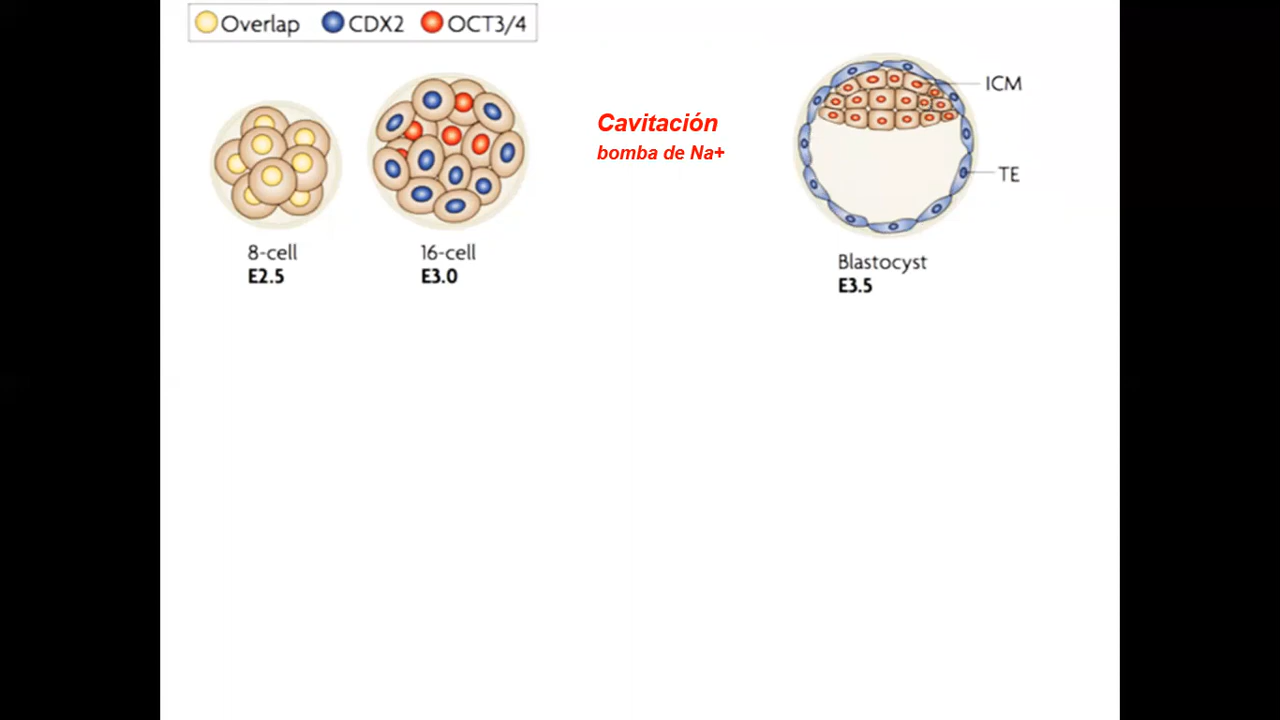 Overlap CDX2 OCT3/4
Cavitación
bomba de Na+
ICM
TE
8-cell
E2.5
16-cell
E3.0
Blastocyst
E3.5